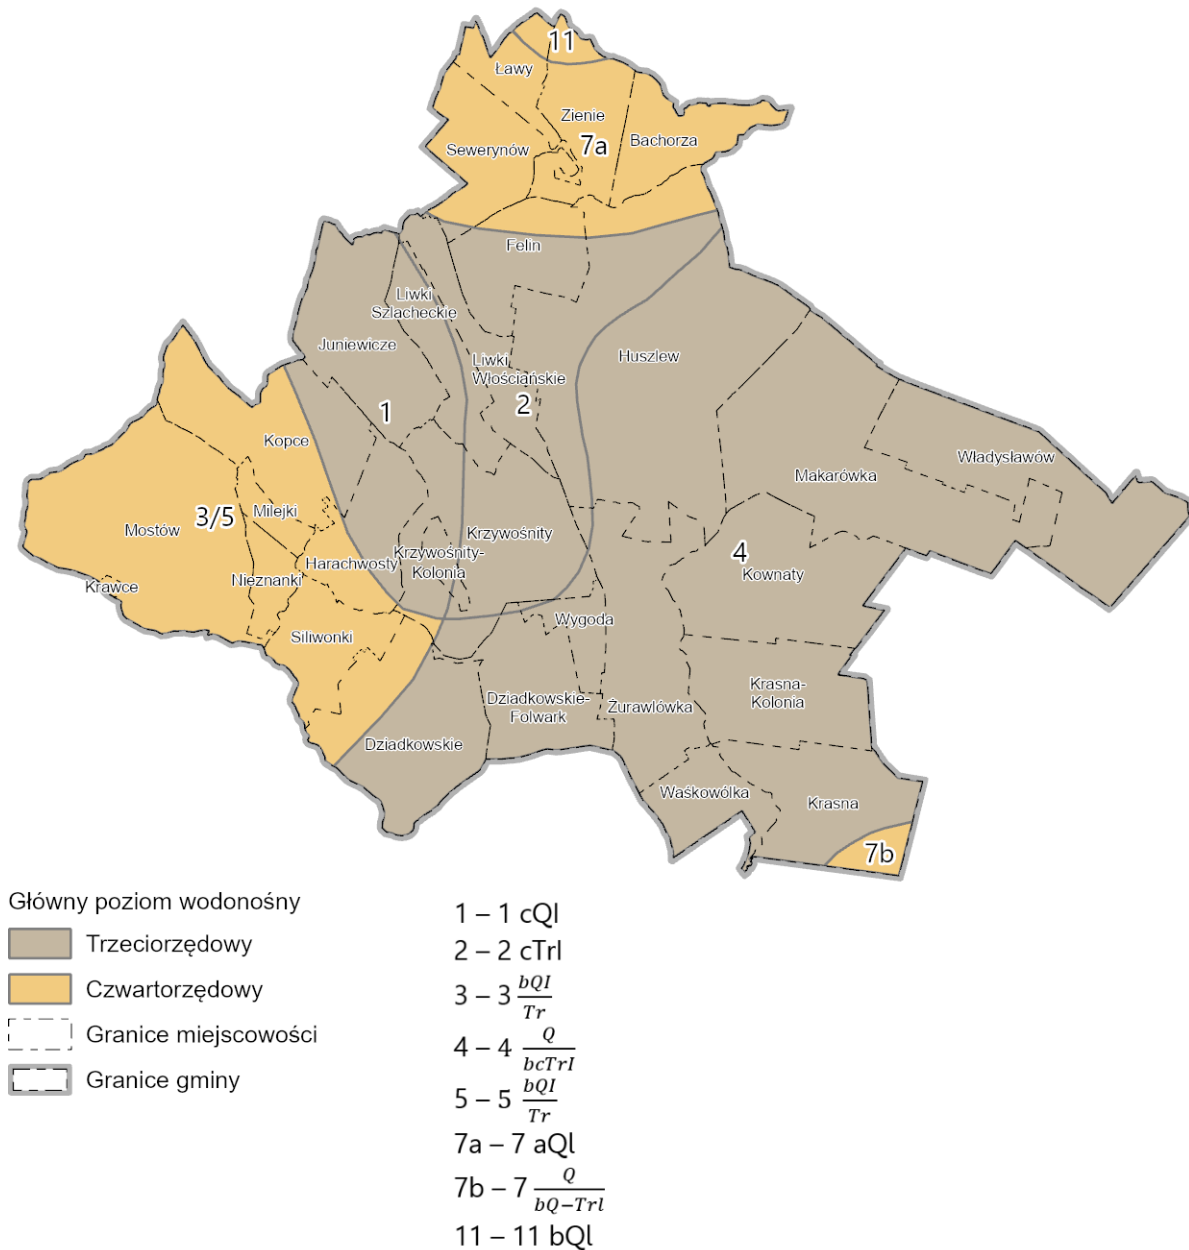 11
Ławy
Zienie
7a
Bachorza
Sewerynów
Felin
Liwki
Szlacheckie
Juniewicze
Liwki
Włościańskie
Huszlew
1
2
Kopce
Władysławów
Makarówka
Milejki
3/5
Mostów
Krzywośnity
Krzywośnity-
Kolonia
Harachwosty
4
Kownaty
Nieznanki
Krawce
Wygoda
Siliwonki
Krasna-
Kolonia
Dziadkowskie-
Folwark
Żurawlówka
Dziadkowskie
Waśkowólka
Krasna
7b
Główny poziom wodonośny
Trzeciorzędowy
Czwartorzędowy
Granice miejscowości
Granice gminy
1 – 1 cQI
2 – 2 cTrI
3 – 3 bQI/Tr
4 – 4 Q/bcTrI
5 – 5 bQI/Tr
7a – 7 aQl
7b – 7 Q/bQ−Trl
11 – 11 bQl